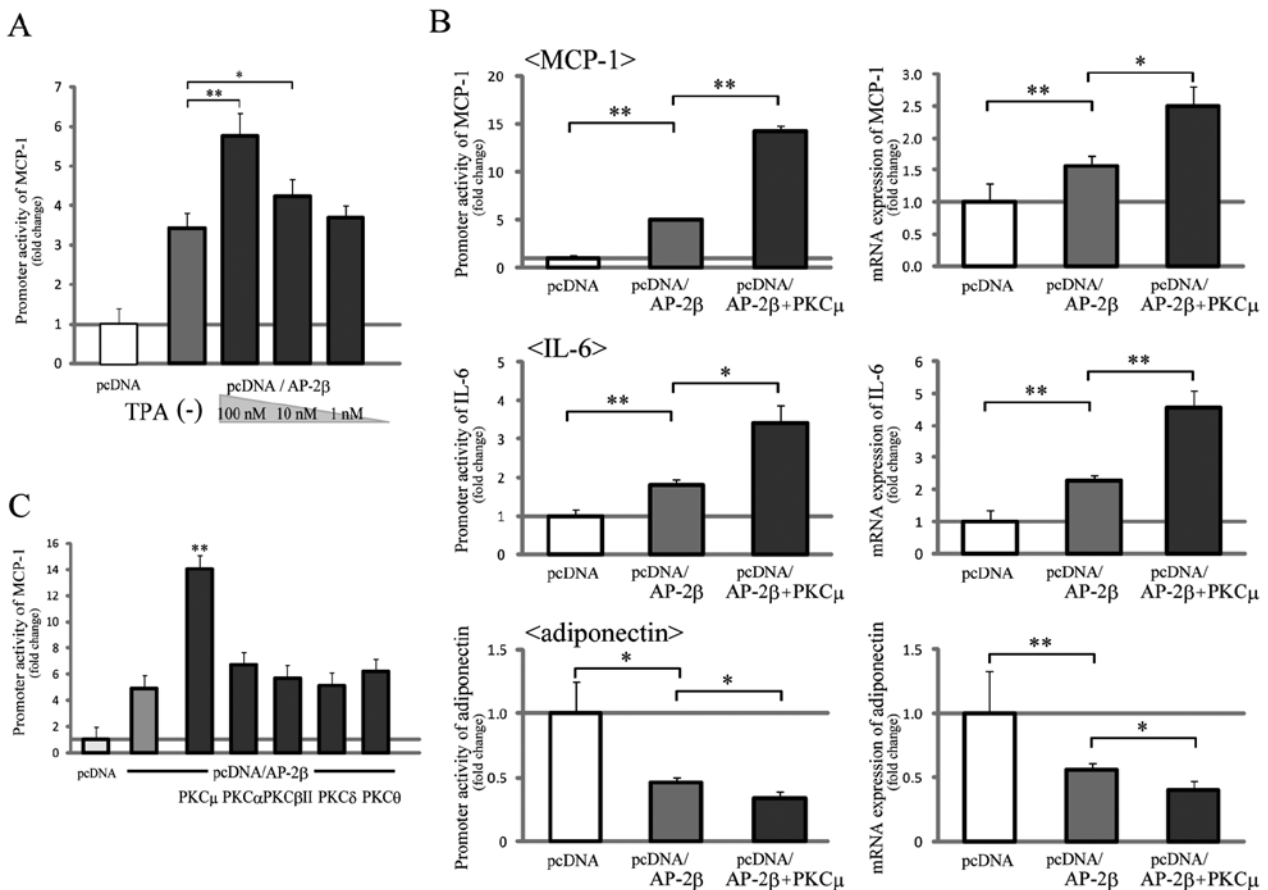 A
Promoter activity of MCP-1
(fold change)
7
6
5
4
3
2
1
0
**
*
pcDNA
pcDNA / AP-2β
TPA (-) 100 nM 10 nM 1 nM
B
<MCP-1>
Promoter activity of MCP-1
(fold change)
20
15
10
5
0
**
**
pcDNA
pcDNA/
AP-2β
pcDNA/
AP-2β+PKCμ
mRNA expression of MCP-1
(fold change)
3.0
2.5
2.0
1.5
1.0
0.5
0.0
**
*
pcDNA
pcDNA/
AP-2β
pcDNA/
AP-2β+PKCμ
<IL-6>
Promoter activity of IL-6
(fold change)
5
4
3
2
1
0
**
*
pcDNA
pcDNA/
AP-2β
pcDNA/
AP-2β+PKCμ
mRNA expression of IL-6
(fold change)
6
5
4
3
2
1
0
**
**
pcDNA
pcDNA/
AP-2β
pcDNA/
AP-2β+PKCμ
<adiponectin>
Promoter activity of adiponectin
(fold change)
1.5
1.0
0.5
0.0
*
*
pcDNA
pcDNA/
AP-2β
pcDNA/
AP-2β+PKCμ
mRNA expression of adiponectin
(fold change)
1.5
1.0
0.5
0.0
**
*
pcDNA
pcDNA/
AP-2β
pcDNA/
AP-2β+PKCμ
C
Promoter activity of MCP-1
(fold change)
16
14
12
10
8
6
4
2
0
**
pcDNA
pcDNA/AP-2β
PKCμ PKCα PKCβII PKCδ PKCθ